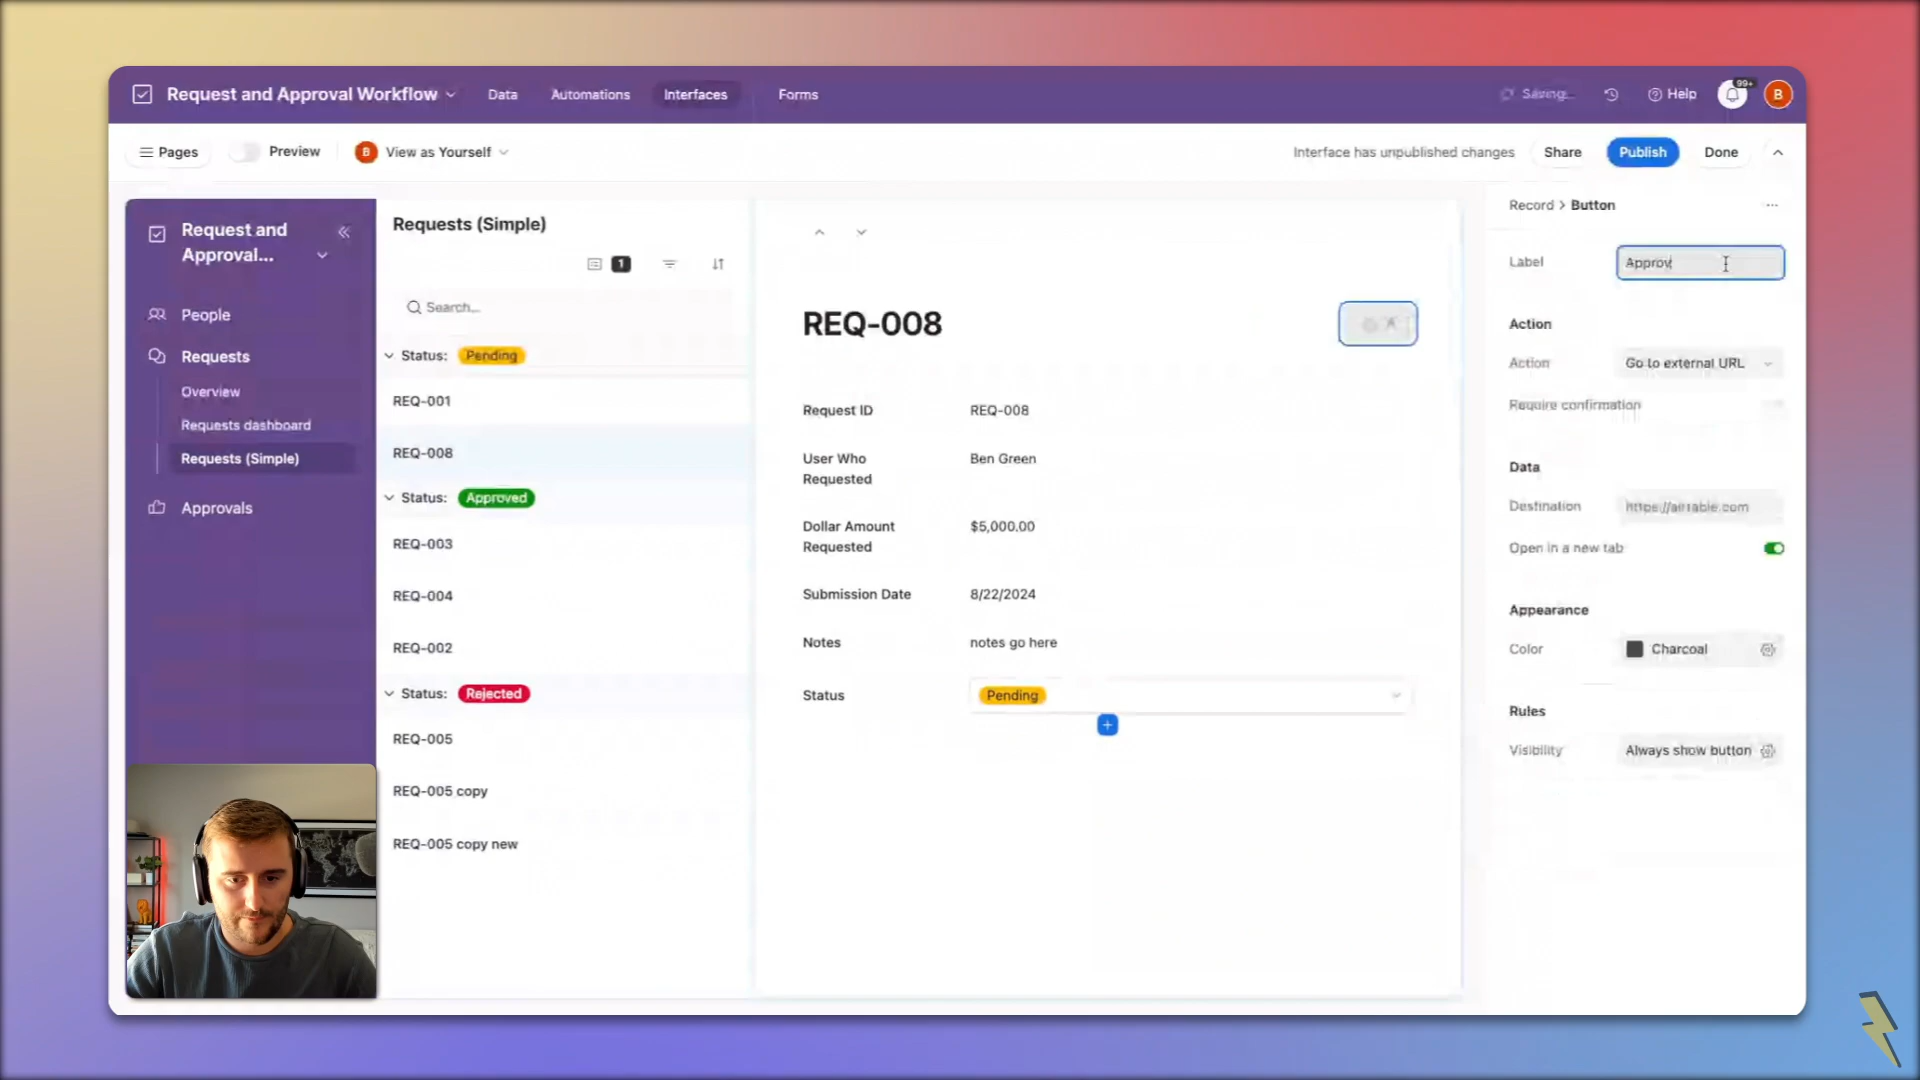 Request and Approval Workflow
Data
Automations
Interfaces
Forms
Saving...
Help
99+
B
Pages
Preview
B
View as Yourself
Interface has unpublished changes
Share
Publish
Done
Request and
Approval...
People
Requests
Overview
Requests dashboard
Requests (Simple)
Approvals
Requests (Simple)
1
Search...
Status: Pending
REQ-001
REQ-008
Status: Approved
REQ-003
REQ-004
REQ-002
Status: Rejected
REQ-005
REQ-005 copy
REQ-005 copy new
REQ-008
Request ID
REQ-008
User Who
Requested
Ben Green
Dollar Amount
Requested
$5,000.00
Submission Date
8/22/2024
Notes
notes go here
Status
Pending
Record > Button
Label
Approv
Action
Action
Go to external URL
Require confirmation
Data
Destination
https://airtable.com
Open in a new tab
Appearance
Color
Charcoal
Rules
Visibility
Always show button